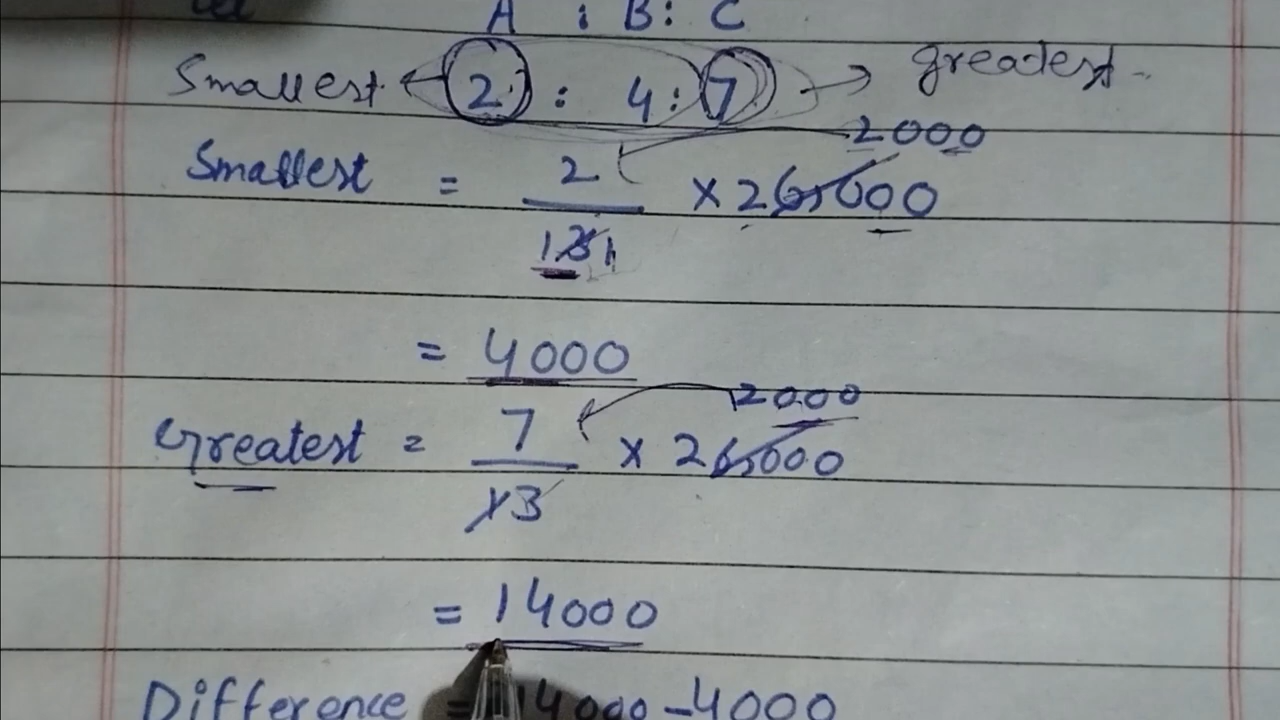 A : B : C
Smallest ← 2 : 4 : 7 → greatest
2000
Smallest = 2/13 × 26000
= 4000
2000
Greatest = 7/13 × 26000
= 14000
Difference = 14000 - 4000